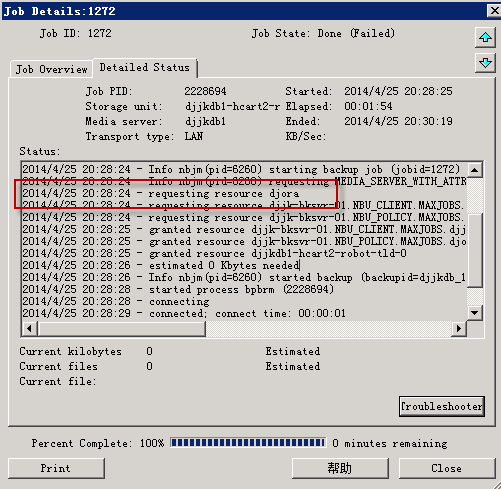 Job Details:1272
Job ID: 1272 Job State: Done (Failed)
Job Overview Detailed Status
Job PID: 2228694 Started: 2014/4/25 20:28:25
Storage unit: djjkdb1-hcart2-r Elapsed: 00:01:54
Media server: djjkdb1 Ended: 2014/4/25 20:30:19
Transport type: LAN KB/Sec:
Status:
2014/4/25 20:28:24 - Info nbjm(pid=6260) starting backup job (jobid=1272)
2014/4/25 20:28:24 - Info nbjm(pid=6260) requesting MEDIA_SERVER_WITH_ATTR
2014/4/25 20:28:24 - requesting resource djora
2014/4/25 20:28:24 - requesting resource djjk-bksvr-01.NBU_CLIENT.MAXJOBS.
2014/4/25 20:28:24 - requesting resource djjk-bksvr-01.NBU_POLICY.MAXJOBS.
2014/4/25 20:28:25 - granted resource djjk-bksvr-01.NBU_CLIENT.MAXJOBS.djj
2014/4/25 20:28:25 - granted resource djjk-bksvr-01.NBU_POLICY.MAXJOBS.djo
2014/4/25 20:28:25 - granted resource djjkdb1-hcart2-robot-tld-0
2014/4/25 20:28:26 - estimated 0 Kbytes needed
2014/4/25 20:28:26 - Info nbjm(pid=6260) started backup (backupid=djjkdb_1
2014/4/25 20:28:28 - started process bpbrm (2228694)
2014/4/25 20:28:28 - connecting
2014/4/25 20:28:29 - connected; connect time: 00:00:01
Current kilobytes 0 Estimated
Current files 0 Estimated
Current file:
Troubleshooter
Percent Complete: 100% 0 minutes remaining
Print 帮助 Close